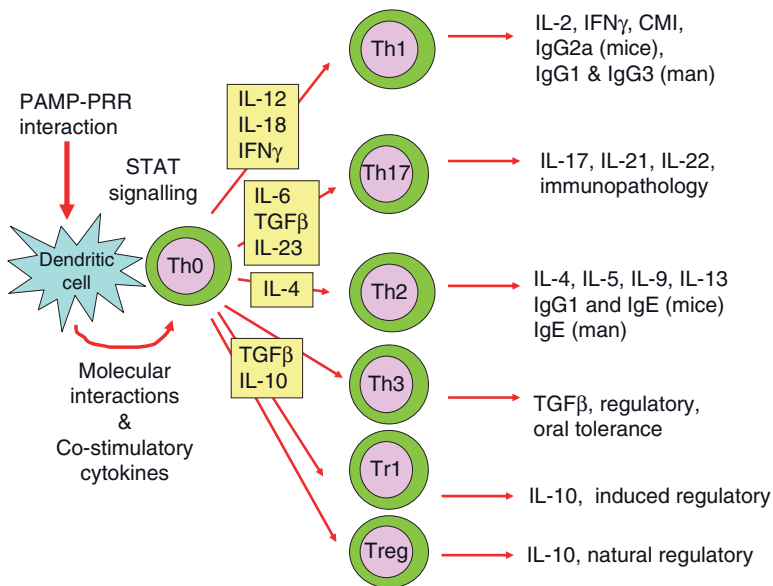 PAMP-PRR
interaction
STAT
signalling
Dendritic
cell
Th0
Molecular
interactions
&
Co-stimulatory
cytokines
IL-12
IL-18
IFNγ
IL-6
TGFβ
IL-23
IL-4
TGFβ
IL-10
Th1
IL-2, IFNγ, CMI,
IgG2a (mice),
IgG1 & IgG3 (man)
Th17
IL-17, IL-21, IL-22,
immunopathology
Th2
IL-4, IL-5, IL-9, IL-13
IgG1 and IgE (mice)
IgE (man)
Th3
TGFβ, regulatory,
oral tolerance
Tr1
IL-10, induced regulatory
Treg
IL-10, natural regulatory